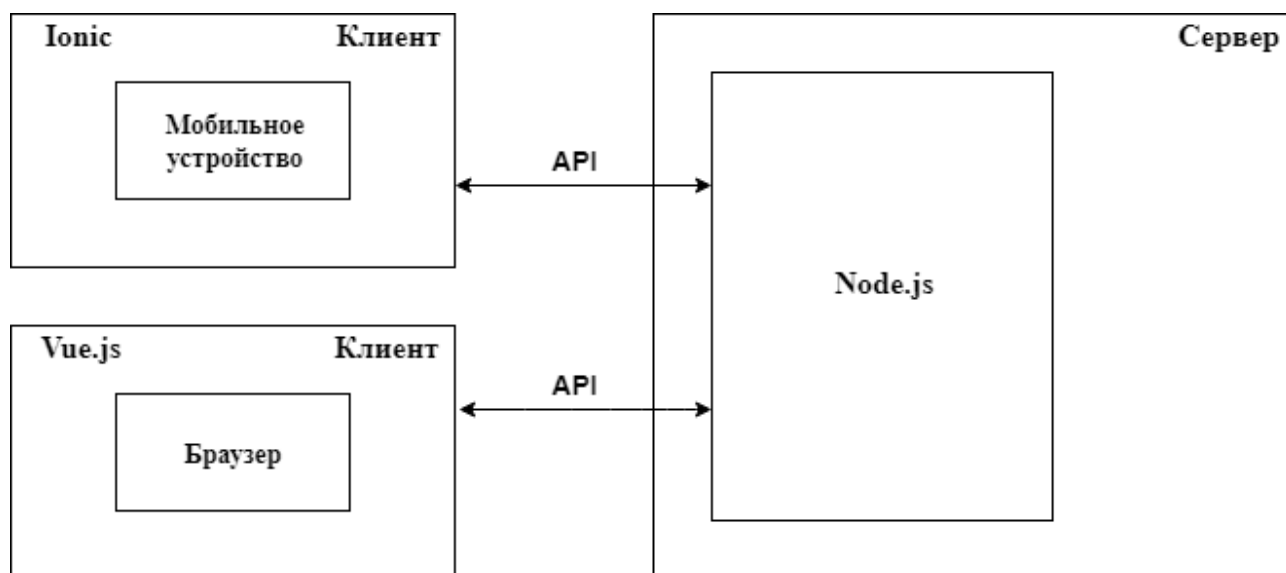 Ionic Клиент
Мобильное
устройство
API
Vue.js Клиент
Браузер
API
Сервер
Node.js